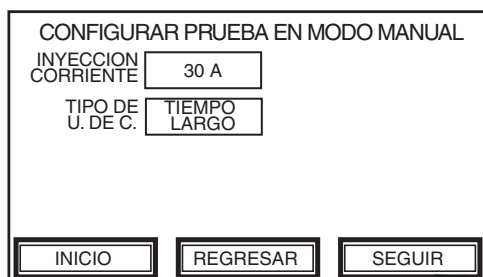 CONFIGURAR PRUEBA EN MODO MANUAL
INYECCION
CORRIENTE
30 A
TIPO DE
U. DE C.
TIEMPO
LARGO
INICIO
REGRESAR
SEGUIR